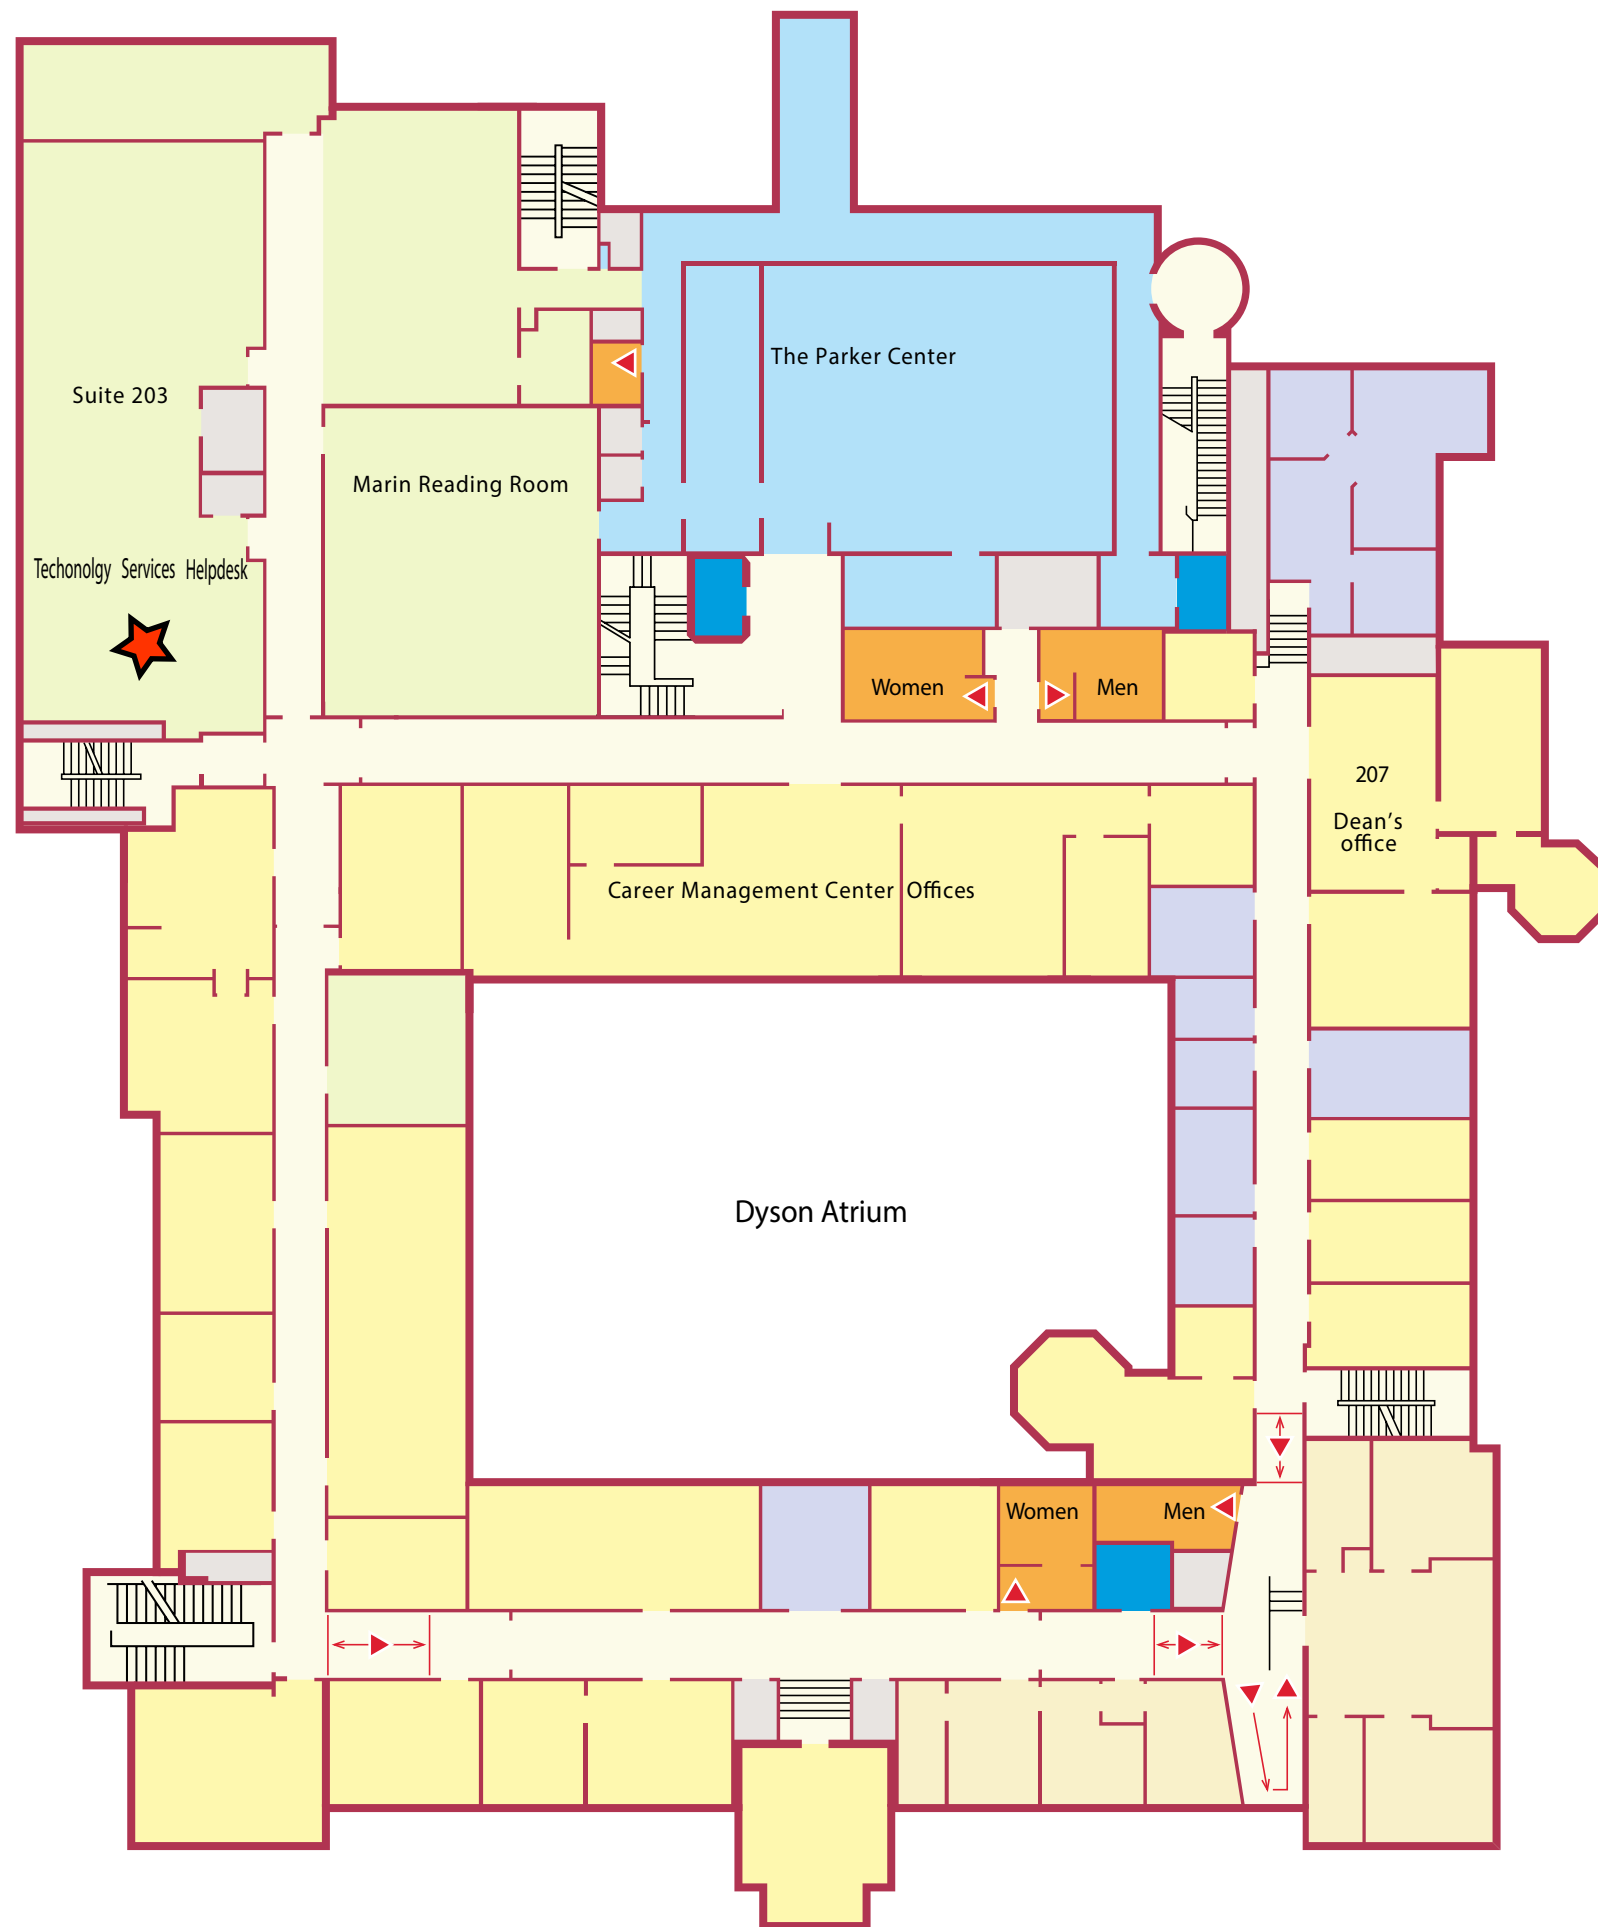 The Parker Center
Suite 203
Marin Reading Room
Techonolgy Services Helpdesk
Women
Men
207
Dean's
office
Career Management Center Offices
Dyson Atrium
Women
Men